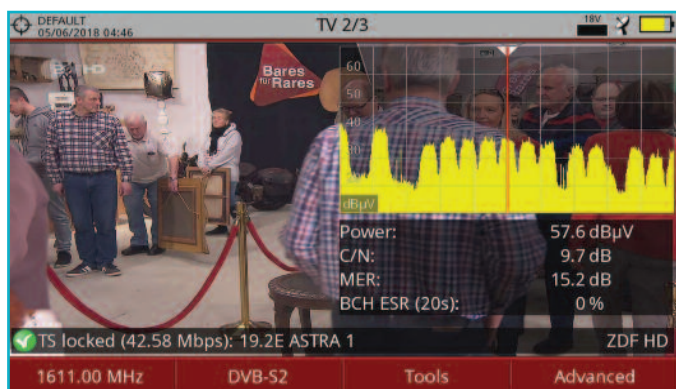 DEFAULT
05/06/2018 04:46
TV 2/3
18V
HD
Bares
für Rares
60
50
40
30
dBµV
Power: 57.6 dBµV
C/N: 9.7 dB
MER: 15.2 dB
BCH ESR (20s): 0 %
TS locked (42.58 Mbps): 19.2E ASTRA 1 ZDF HD
1611.00 MHz DVB-S2 Tools Advanced